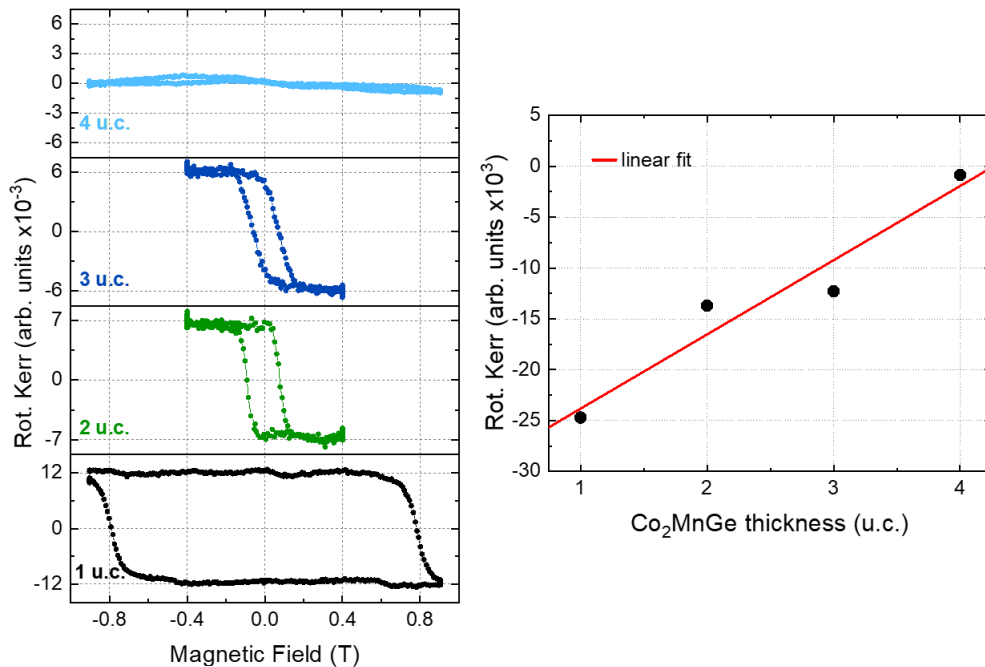 Rot. Kerr (arb. units x10⁻³)
6
3
0
-3
-6
4 u.c.
6
0
-6
3 u.c.
7
0
-7
2 u.c.
12
0
-12
1 u.c.
-0.8 -0.4 0.0 0.4 0.8
Magnetic Field (T)
Rot. Kerr (arb. units x10³)
5
0
-5
-10
-15
-20
-25
-30
linear fit
1 2 3 4
Co₂MnGe thickness (u.c.)